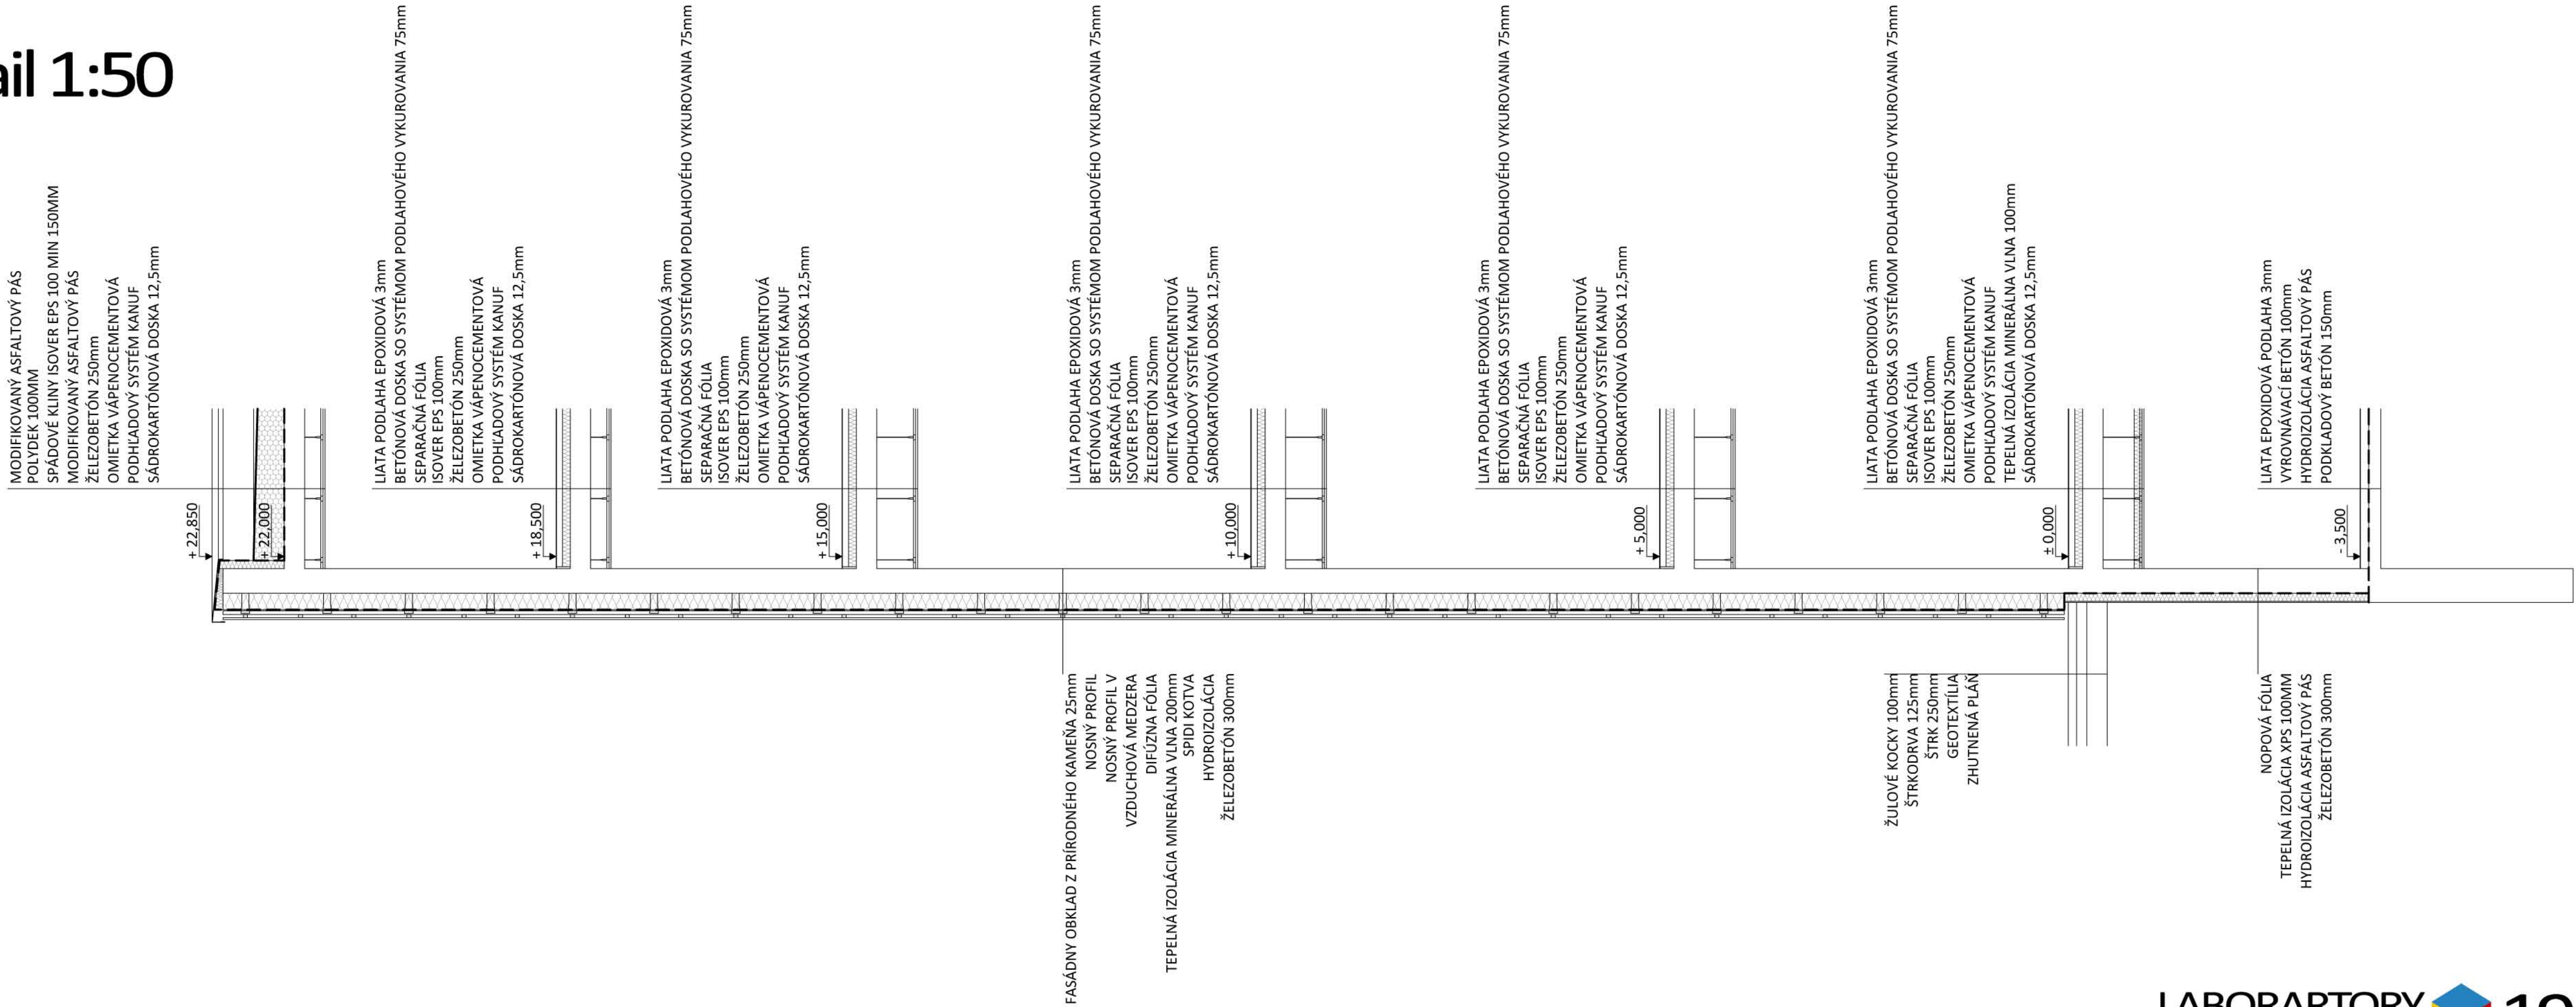 ail 1:50
MODIFIKOVANÝ ASFALTOVÝ PÁS
POLYDEK 100MM
SPÁDOVÉ KLINY ISOVER EPS 100 MIN 150MM
MODIFIKOVANÝ ASFALTOVÝ PÁS
ŽELEZOBETÓN 250mm
OMIETKA VÁPENOCEMENTOVÁ
PODHĽADOVÝ SYSTÉM KANUF
SÁDROKARTÓNOVÁ DOSKA 12,5mm
+ 22,850
+ 22,000
LIATA PODLAHA EPOXIDOVÁ 3mm
BETÓNOVÁ DOSKA SO SYSTÉMOM PODLAHOVÉHO VYKUROVANIA 75mm
SEPARAČNÁ FÓLIA
ISOVER EPS 100mm
ŽELEZOBETÓN 250mm
OMIETKA VÁPENOCEMENTOVÁ
PODHĽADOVÝ SYSTÉM KANUF
SÁDROKARTÓNOVÁ DOSKA 12,5mm
+ 18,500
LIATA PODLAHA EPOXIDOVÁ 3mm
BETÓNOVÁ DOSKA SO SYSTÉMOM PODLAHOVÉHO VYKUROVANIA 75mm
SEPARAČNÁ FÓLIA
ISOVER EPS 100mm
ŽELEZOBETÓN 250mm
OMIETKA VÁPENOCEMENTOVÁ
PODHĽADOVÝ SYSTÉM KANUF
SÁDROKARTÓNOVÁ DOSKA 12,5mm
+ 15,000
LIATA PODLAHA EPOXIDOVÁ 3mm
BETÓNOVÁ DOSKA SO SYSTÉMOM PODLAHOVÉHO VYKUROVANIA 75mm
SEPARAČNÁ FÓLIA
ISOVER EPS 100mm
ŽELEZOBETÓN 250mm
OMIETKA VÁPENOCEMENTOVÁ
PODHĽADOVÝ SYSTÉM KANUF
SÁDROKARTÓNOVÁ DOSKA 12,5mm
+ 10,000
LIATA PODLAHA EPOXIDOVÁ 3mm
BETÓNOVÁ DOSKA SO SYSTÉMOM PODLAHOVÉHO VYKUROVANIA 75mm
SEPARAČNÁ FÓLIA
ISOVER EPS 100mm
ŽELEZOBETÓN 250mm
OMIETKA VÁPENOCEMENTOVÁ
PODHĽADOVÝ SYSTÉM KANUF
SÁDROKARTÓNOVÁ DOSKA 12,5mm
+ 5,000
LIATA PODLAHA EPOXIDOVÁ 3mm
BETÓNOVÁ DOSKA SO SYSTÉMOM PODLAHOVÉHO VYKUROVANIA 75mm
SEPARAČNÁ FÓLIA
ISOVER EPS 100mm
ŽELEZOBETÓN 250mm
OMIETKA VÁPENOCEMENTOVÁ
PODHĽADOVÝ SYSTÉM KANUF
TEPELNÁ IZOLÁCIA MINERÁLNA VLNA 100mm
SÁDROKARTÓNOVÁ DOSKA 12,5mm
± 0,000
LIATA EPOXIDOVÁ PODLAHA 3mm
VYROVNÁVACÍ BETÓN 100mm
HYDROIZOLÁCIA ASFALTOVÝ PÁS
PODKLADOVÝ BETÓN 150mm
- 3,500
FASÁDNY OBKLAD Z PRÍRODNÉHO KAMEŇA 25mm
NOSNÝ PROFIL
NOSNÝ PROFIL V
VZDUCHOVÁ MEDZERA
DIFÚZNA FÓLIA
TEPELNÁ IZOLÁCIA MINERÁLNA VLNA 200mm
SPIDI KOTVA
HYDROIZOLÁCIA
ŽELEZOBETÓN 300mm
ŽULOVÉ KOCKY 100mm
ŠTRKODRVA 125mm
ŠTRK 250mm
GEOTEXTÍLIA
ZHUTNENÁ PLÁŇ
NOPOVÁ FÓLIA
TEPELNÁ IZOLÁCIA XPS 100MM
HYDROIZOLÁCIA ASFALTOVÝ PÁS
ŽELEZOBETÓN 300mm
LABORARTORY